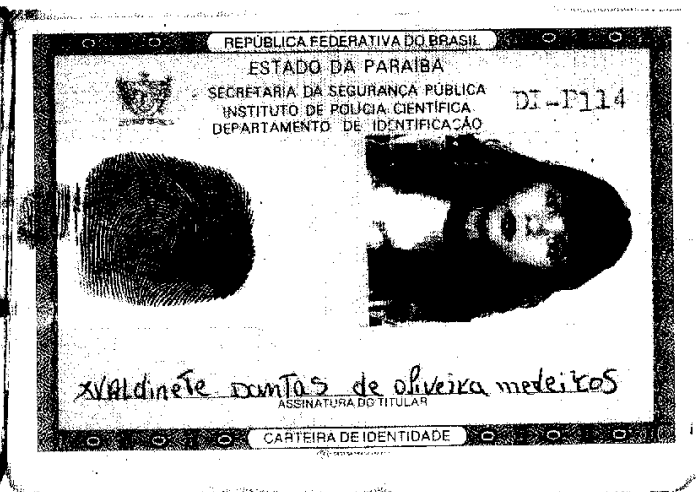 REPÚBLICA FEDERATIVA DO BRASIL
ESTADO DA PARAÍBA
SECRETARIA DA SEGURANÇA PÚBLICA
INSTITUTO DE POLÍCIA CIENTÍFICA
DEPARTAMENTO DE IDENTIFICAÇÃO
DI-P114
XVALdineTe DantAS de oliveira medeiros
ASSINATURA DO TITULAR
CARTEIRA DE IDENTIDADE